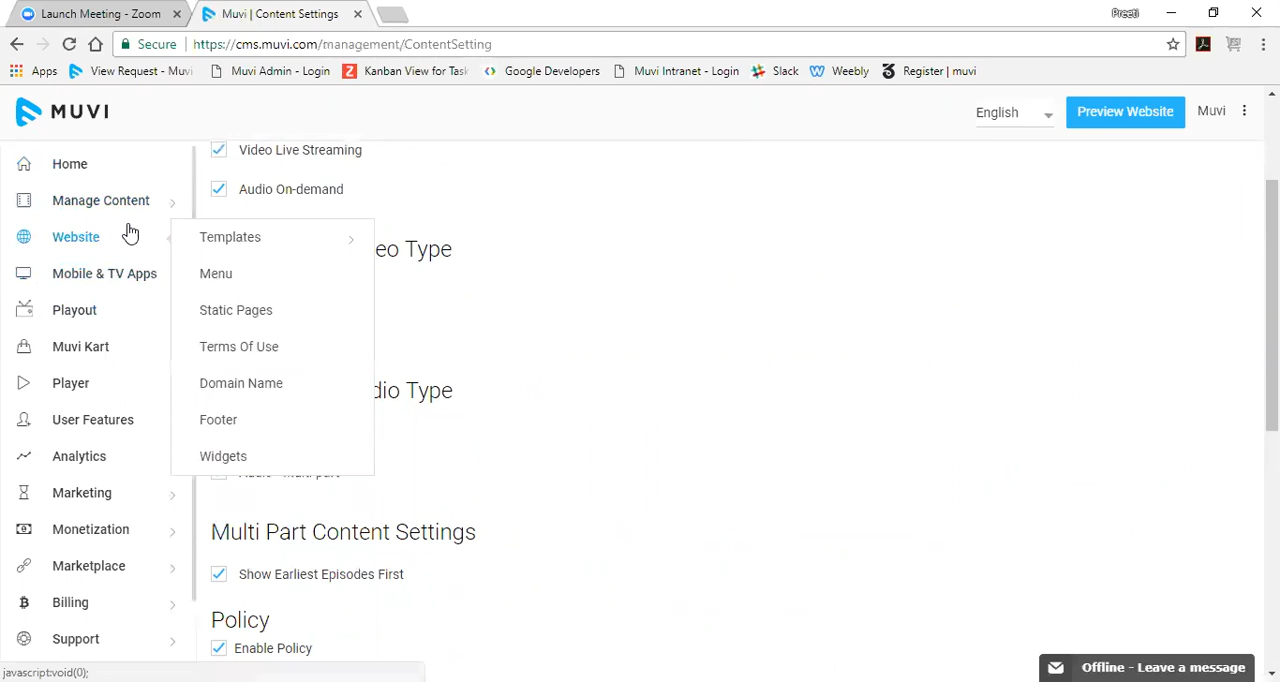 Launch Meeting - Zoom
Muvi | Content Settings
Preeti
Secure
https://cms.muvi.com/management/ContentSetting
Apps
View Request - Muvi
Muvi Admin - Login
Kanban View for Task
Google Developers
Muvi Intranet - Login
Slack
Weebly
Register | muvi
MUVI
English
Preview Website
Muvi
Home
Manage Content
Website
Mobile & TV Apps
Playout
Muvi Kart
Player
User Features
Analytics
Marketing
Monetization
Marketplace
Billing
Support
Templates
Menu
Static Pages
Terms Of Use
Domain Name
Footer
Widgets
Video Live Streaming
Audio On-demand
eo Type
dio Type
Multi Part Content Settings
Show Earliest Episodes First
Policy
Enable Policy
javascript:void(0);
Offline - Leave a message